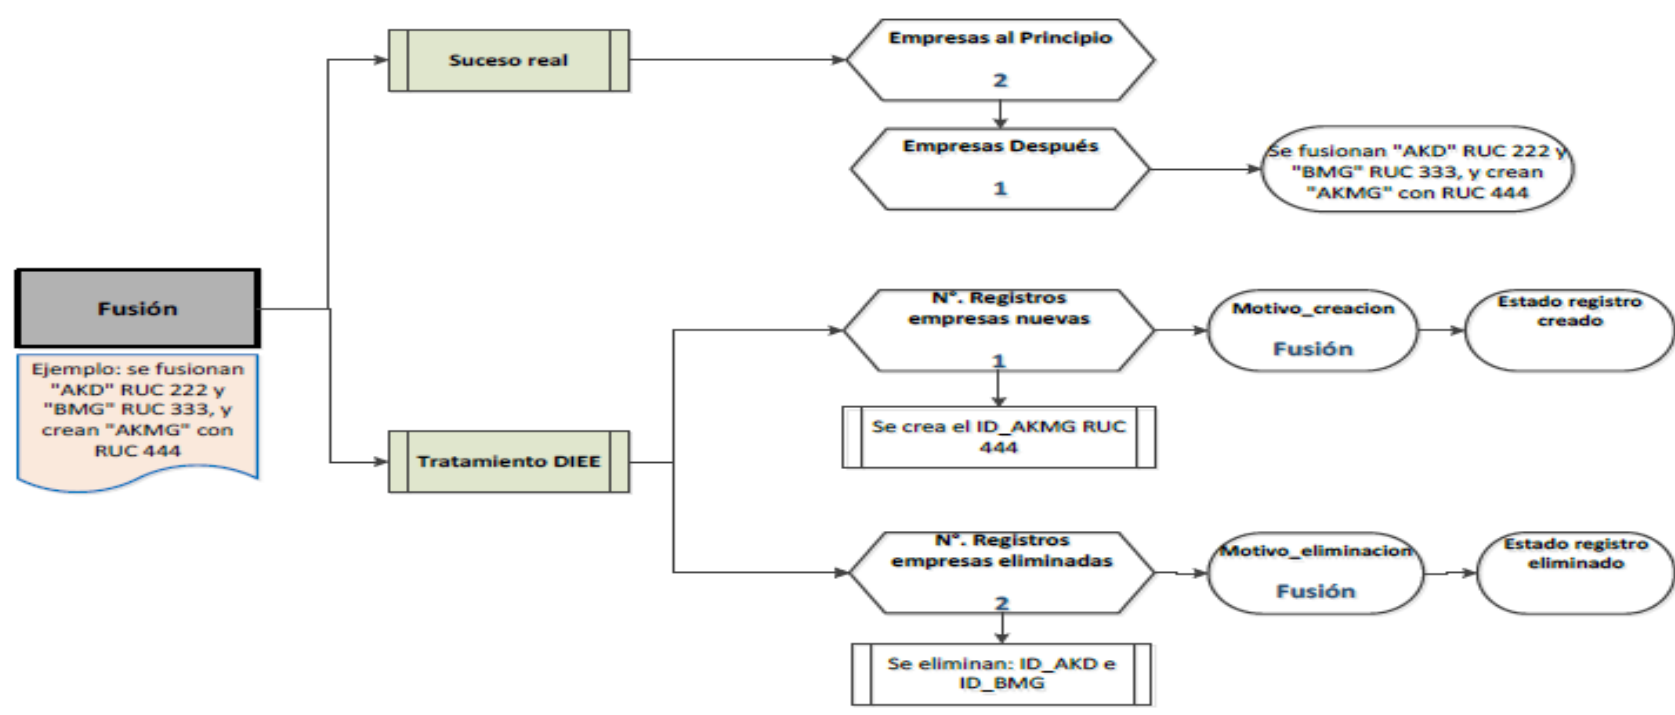 Suceso real
Empresas al Principio
2
Empresas Después
1
Se fusionan "AKD" RUC 222 y
"BMG" RUC 333, y crean
"AKMG" con RUC 444
Fusión
Ejemplo: se fusionan
"AKD" RUC 222 y
"BMG" RUC 333, y
crean "AKMG" con
RUC 444
Tratamiento DIEE
N°. Registros
empresas nuevas
1
Motivo_creacion
Fusión
Estado registro
creado
Se crea el ID_AKMG RUC
444
N°. Registros
empresas eliminadas
2
Motivo_eliminacion
Fusión
Estado registro
eliminado
Se eliminan: ID_AKD e
ID_BMG